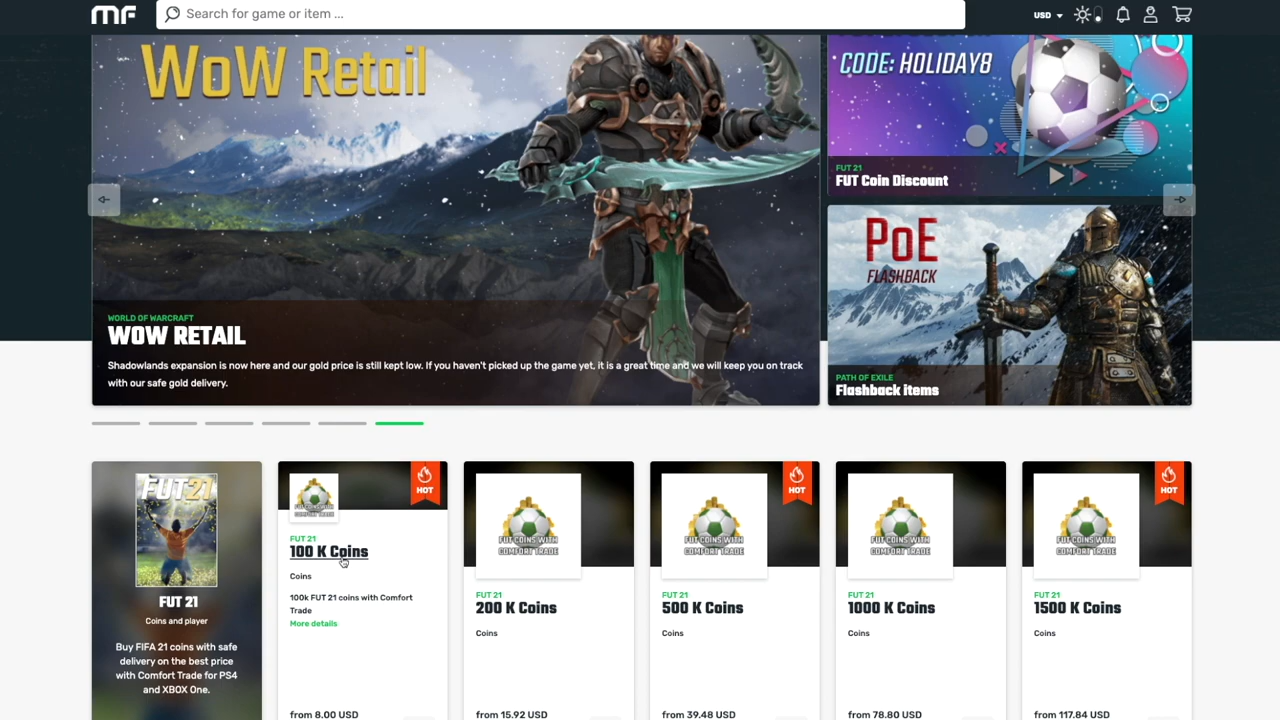 MF
Search for game or item ...
USD
WoW Retail
WORLD OF WARCRAFT
WOW RETAIL
Shadowlands expansion is now here and our gold price is still kept low. If you haven't picked up the game yet, it is a great time and we will keep you on track
with our safe gold delivery.
CODE: HOLIDAY8
FUT 21
FUT Coin Discount
PoE
FLASHBACK
PATH OF EXILE
Flashback items
FUT21
FUT 21
Coins and player
Buy FIFA 21 coins with safe
delivery on the best price
with Comfort Trade for PS4
and XBOX One.
HOT
FUT COINS WITH
COMFORT TRADE
FUT 21
100 K Coins
Coins
100k FUT 21 coins with Comfort
Trade
More details
from 8.00 USD
FUT COINS WITH
COMFORT TRADE
FUT 21
200 K Coins
Coins
from 15.92 USD
HOT
FUT COINS WITH
COMFORT TRADE
FUT 21
500 K Coins
Coins
from 39.48 USD
FUT COINS WITH
COMFORT TRADE
FUT 21
1000 K Coins
Coins
from 78.80 USD
HOT
FUT COINS WITH
COMFORT TRADE
FUT 21
1500 K Coins
Coins
from 117.84 USD